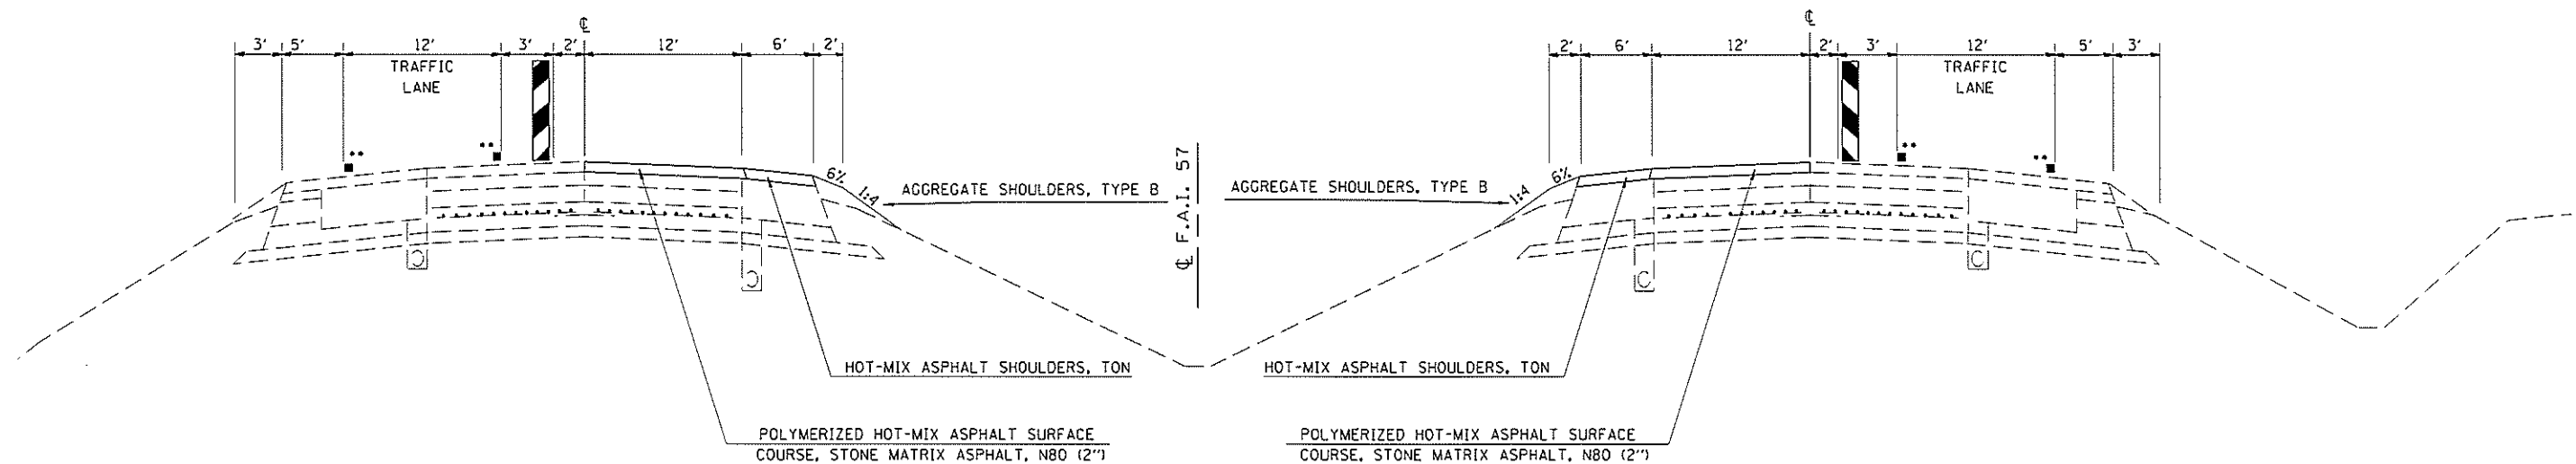 ℄ ℄
3' 5' 12' 3' 2' 12' 6' 2' 2' 6' 12' 2' 3' 12' 5' 3'
TRAFFIC
LANE
TRAFFIC
LANE
** ** ** **
6% 1:4
AGGREGATE SHOULDERS, TYPE B
℄ F.A.I. 57
AGGREGATE SHOULDERS, TYPE B
1:4 6%
C C C C
HOT-MIX ASPHALT SHOULDERS, TON
HOT-MIX ASPHALT SHOULDERS, TON
POLYMERIZED HOT-MIX ASPHALT SURFACE
COURSE, STONE MATRIX ASPHALT, N80 (2")
POLYMERIZED HOT-MIX ASPHALT SURFACE
COURSE, STONE MATRIX ASPHALT, N80 (2")